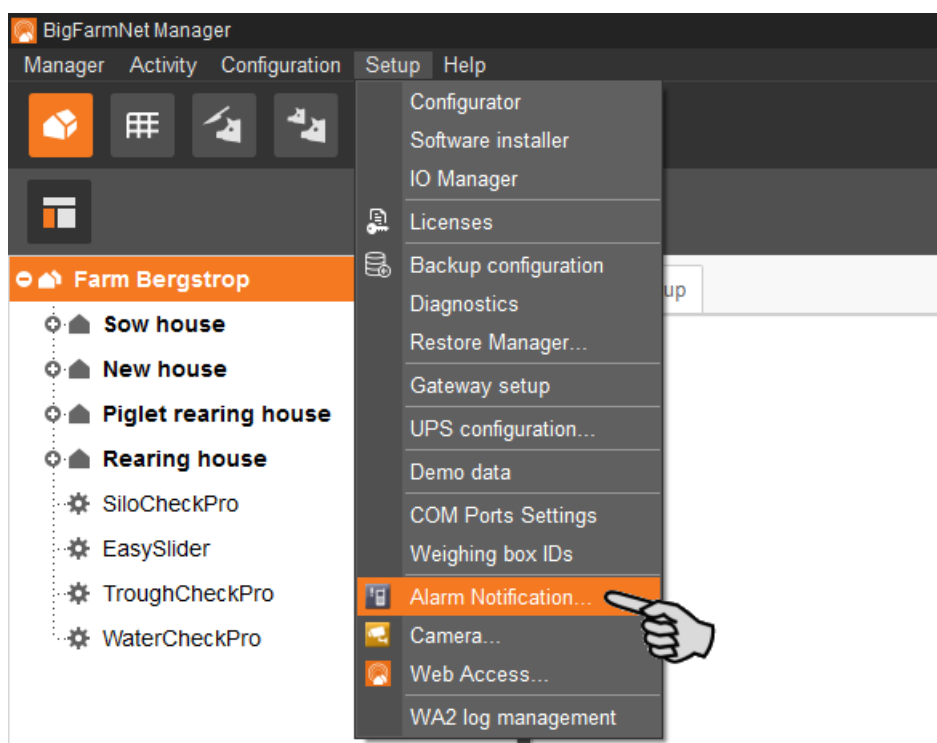 BigFarmNet Manager
Manager Activity Configuration Setup Help
Configurator
Software installer
IO Manager
Licenses
Backup configuration
Diagnostics
Restore Manager...
Gateway setup
UPS configuration...
Demo data
COM Ports Settings
Weighing box IDs
Alarm Notification...
Camera...
Web Access...
WA2 log management
up
Farm Bergstrop
Sow house
New house
Piglet rearing house
Rearing house
SiloCheckPro
EasySlider
TroughCheckPro
WaterCheckPro